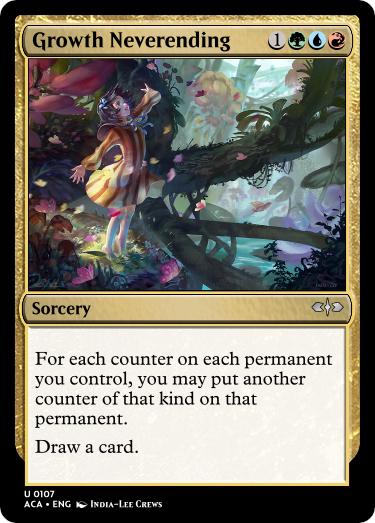 Growth Neverending 1
Sorcery
For each counter on each permanent
you control, you may put another
counter of that kind on that
permanent.
Draw a card.
U 0107
ACA • ENG India-Lee Crews